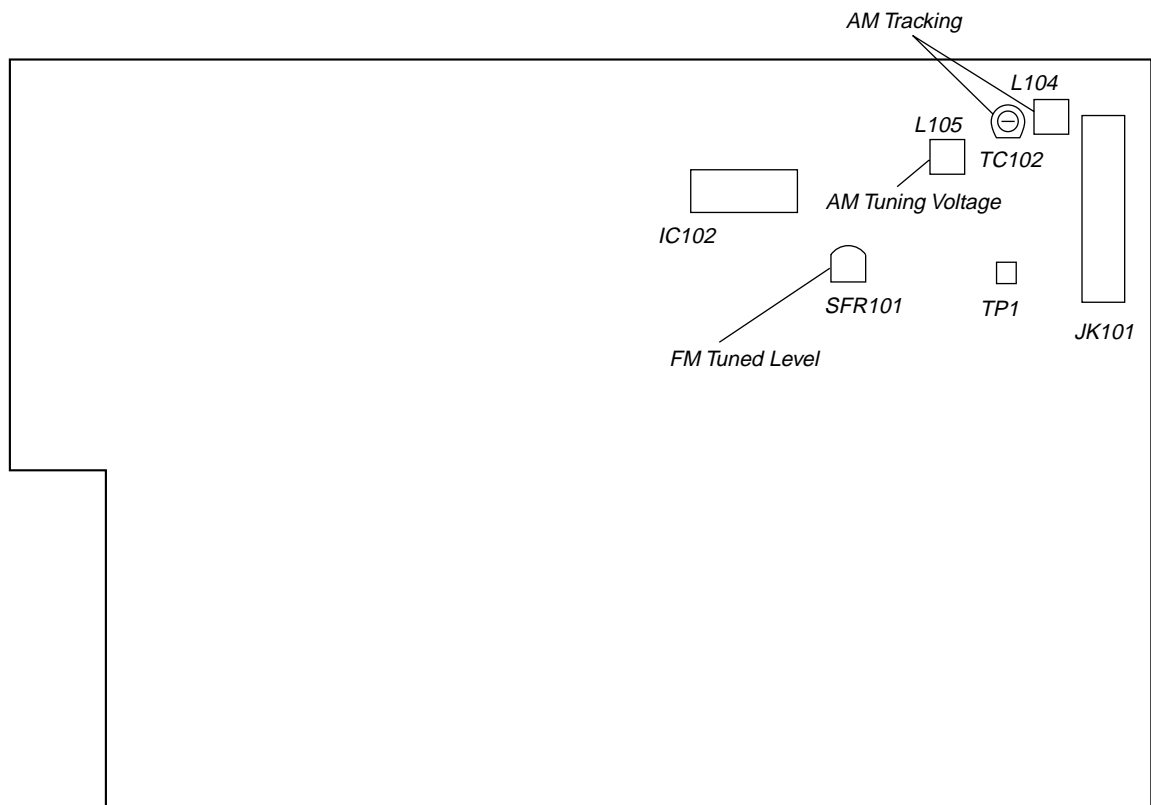 AM Tracking
L104
L105
TC102
AM Tuning Voltage
IC102
SFR101
TP1
JK101
FM Tuned Level